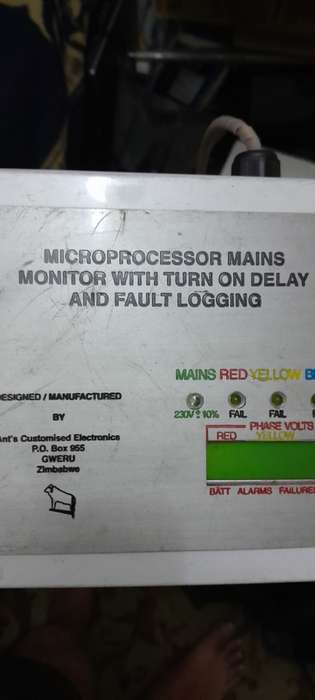 MICROPROCESSOR MAINS
MONITOR WITH TURN ON DELAY
AND FAULT LOGGING
MAINS RED YELLOW B
230V ± 10% FAIL FAIL
DESIGNED / MANUFACTURED
BY
Ant's Customised Electronics
P.O. Box 955
GWERU
Zimbabwe
PHASE VOLTS
RED YELLOW
BATT ALARMS FAILURE